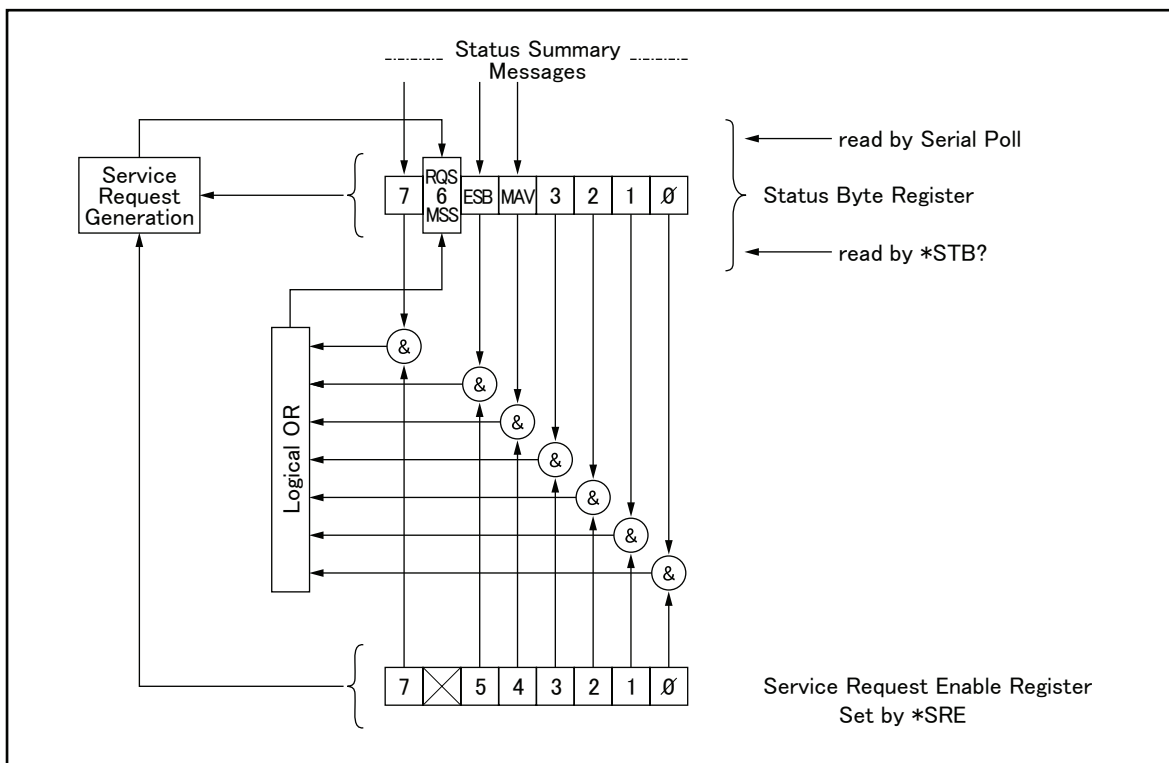 Status Summary
Messages
read by Serial Poll
Service
Request
Generation
7
RQS
6
MSS
ESB
MAV
3
2
1
0
Status Byte Register
read by *STB?
&
&
&
&
&
&
&
Logical OR
7
5
4
3
2
1
0
Service Request Enable Register
Set by *SRE